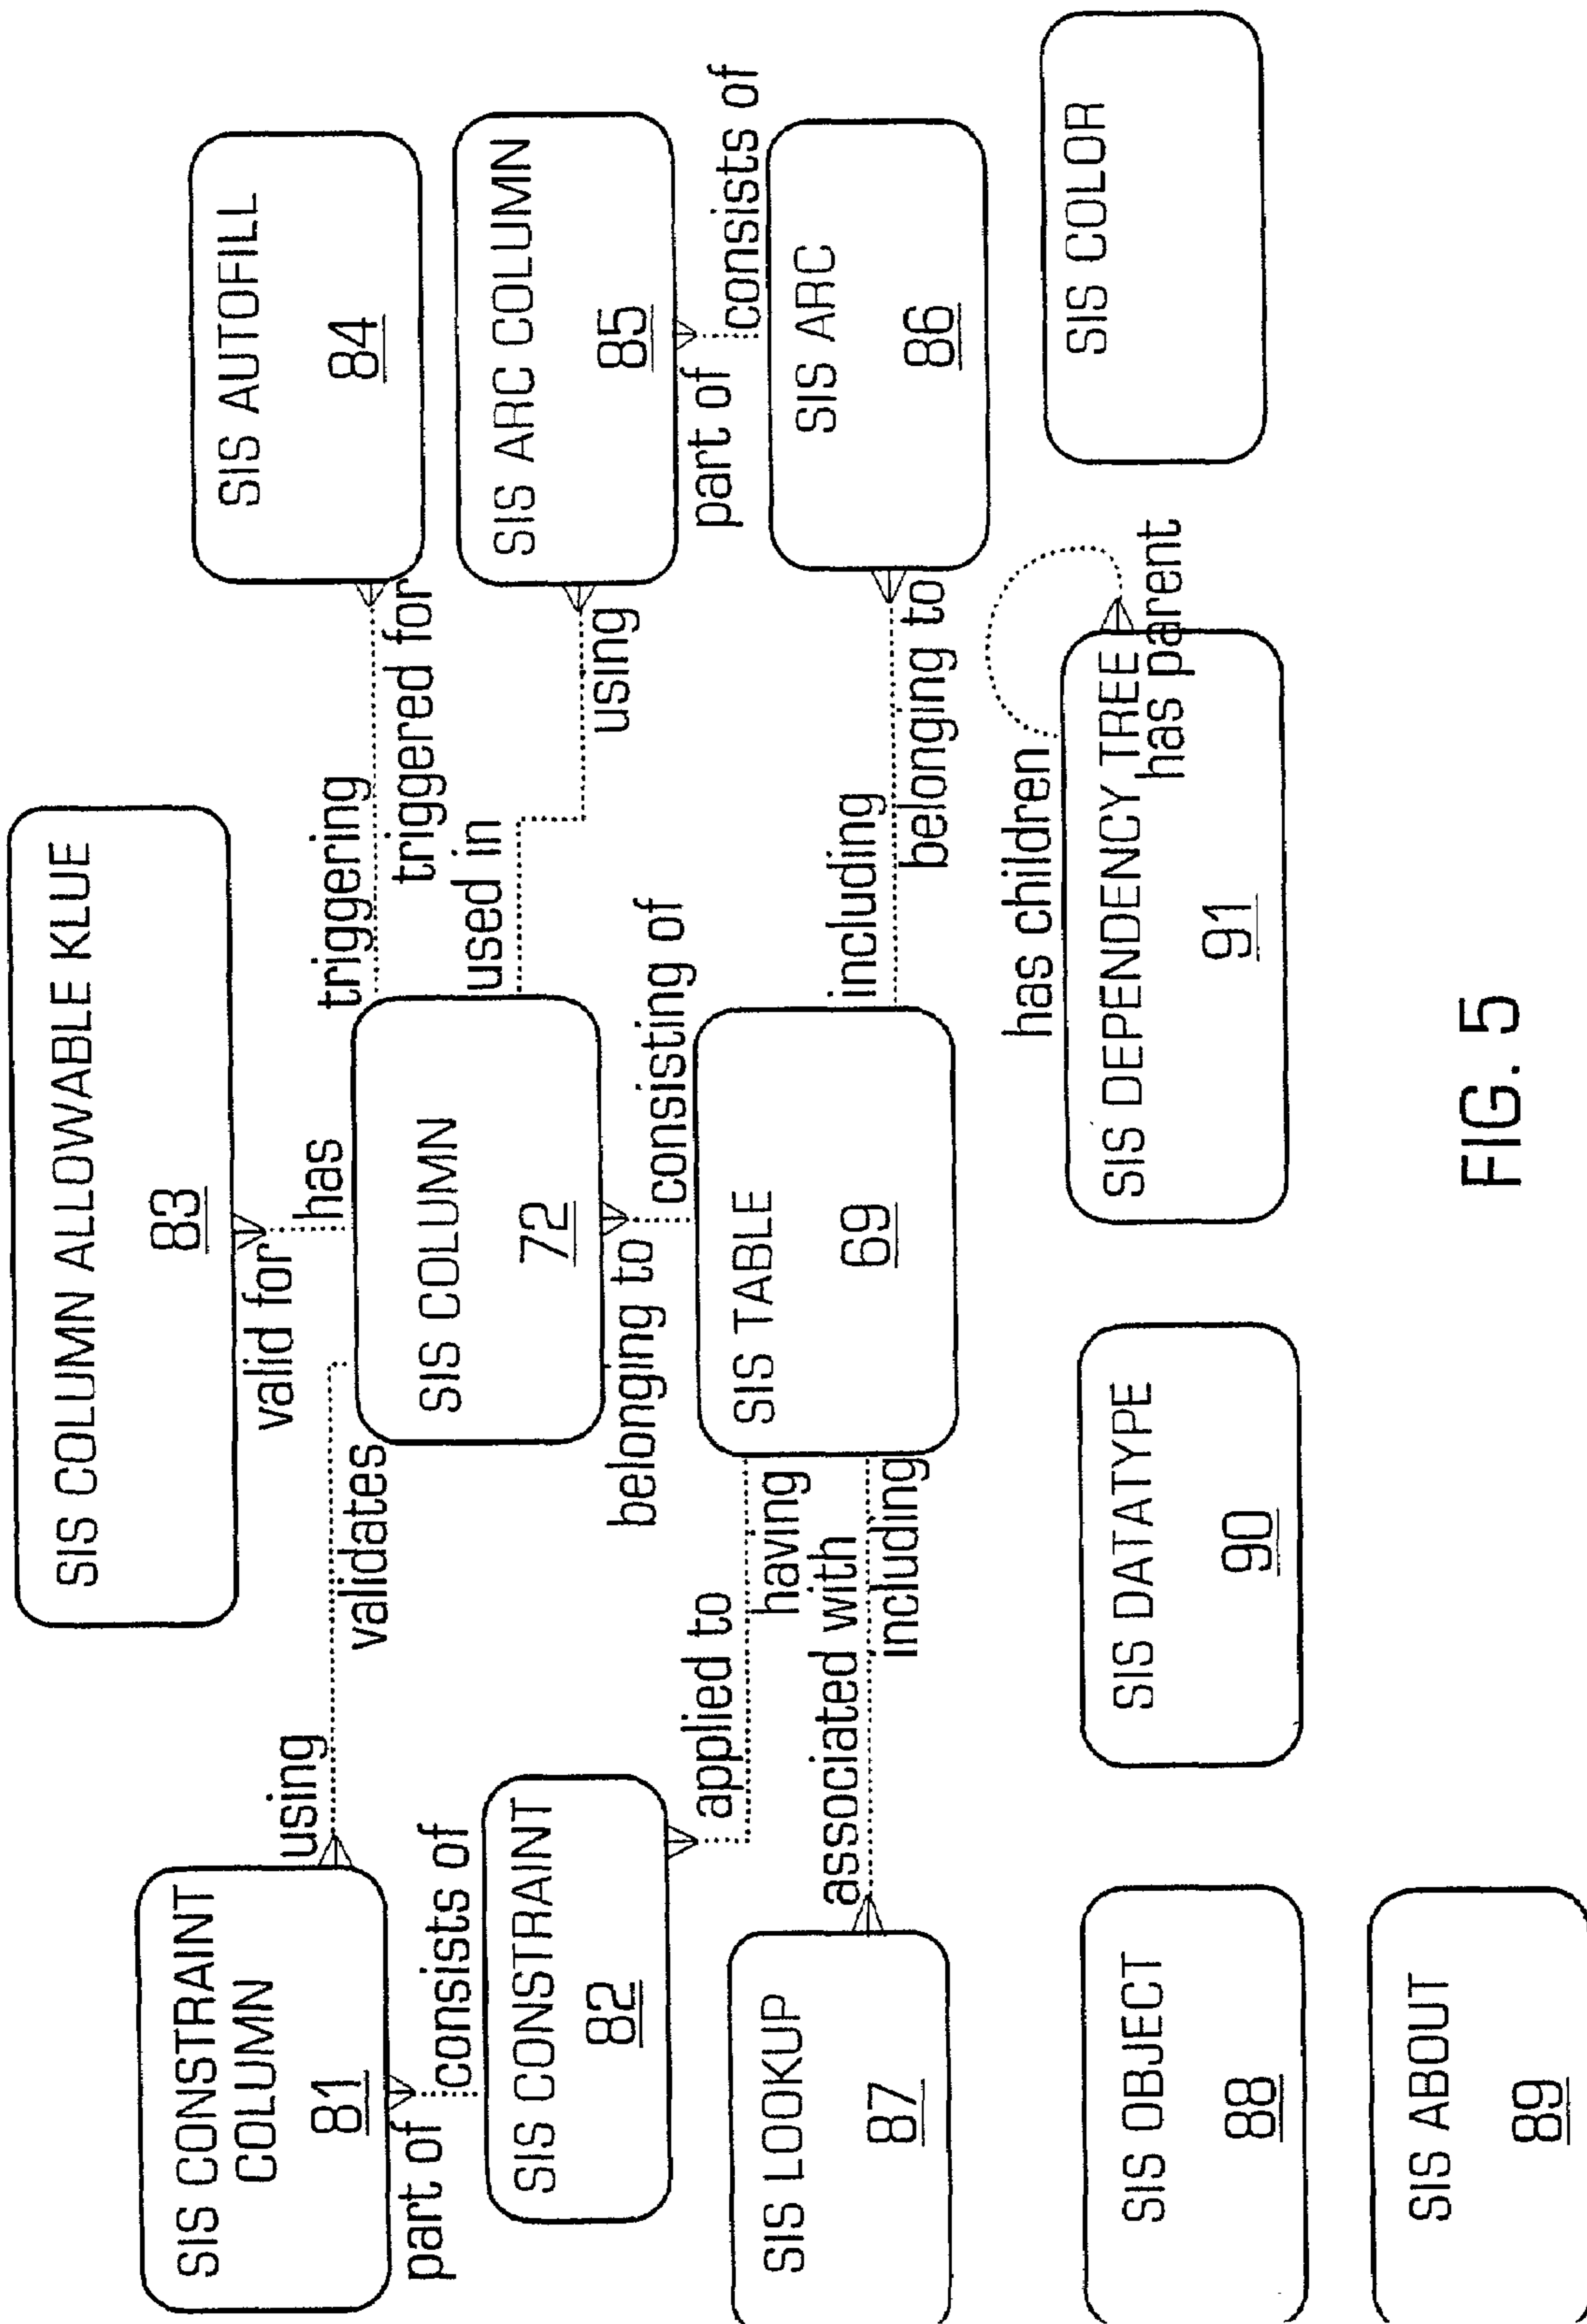 SIS COLUMN ALLOWABLE KLUE
83
valid for
has
SIS CONSTRAINT
COLUMN
81
using
validates
SIS COLUMN
72
triggering
triggered for
SIS AUTOFILL
84
used in
using
SIS ARC COLUMN
85
part of
consists of
part of
consists of
belonging to
consisting of
SIS CONSTRAINT
82
applied to
having
SIS TABLE
69
including
belonging to
SIS ARC
86
SIS LOOKUP
87
associated with
including
has children
has parent
SIS OBJECT
88
SIS DATATYPE
90
SIS DEPENDENCY TREE
91
SIS COLOR
SIS ABOUT
89
FIG. 5